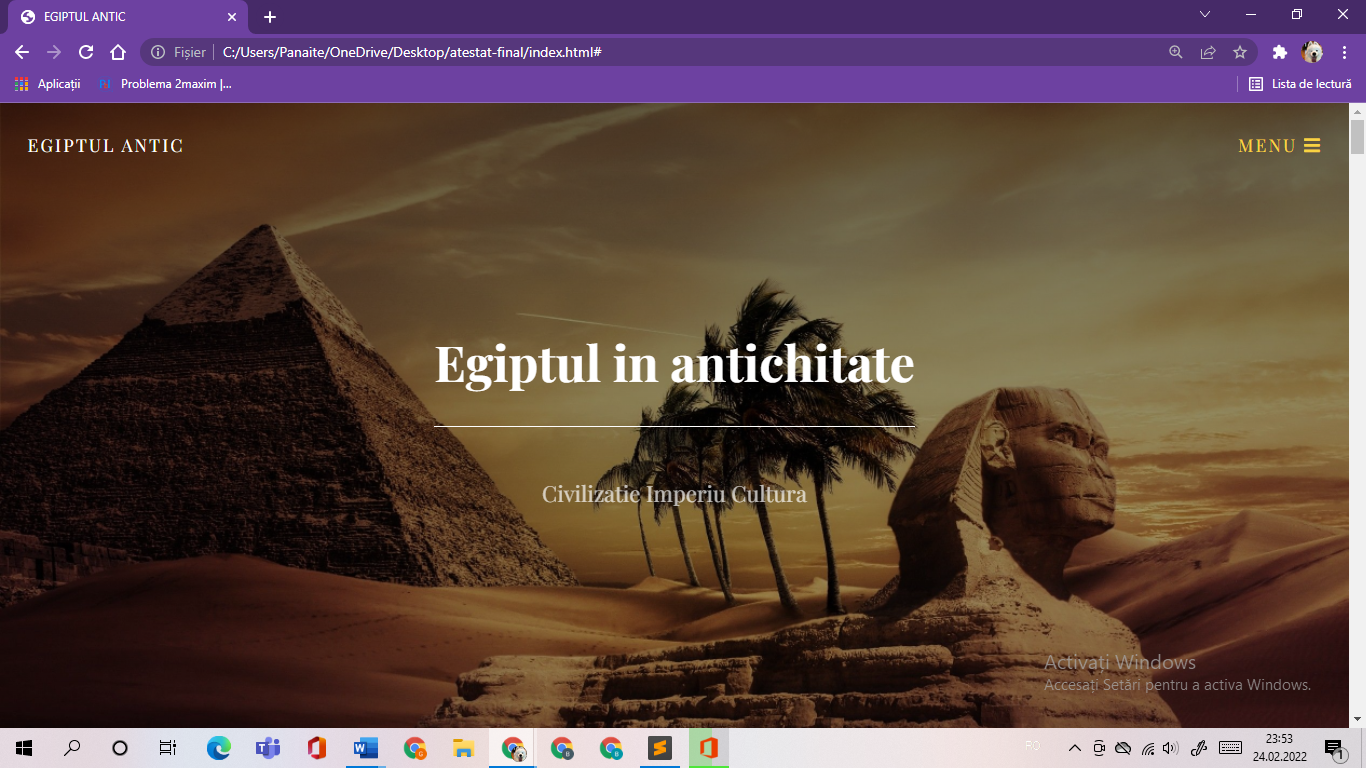 EGIPTUL ANTIC
Fișier
C:/Users/Panaite/OneDrive/Desktop/atestat-final/index.html#
Aplicații
Problema 2maxim |...
Lista de lectură
EGIPTUL ANTIC
MENU
Egiptul in antichitate
Civilizatie Imperiu Cultura
Activați Windows
Accesați Setări pentru a activa Windows.
RO
23:53
24.02.2022
1